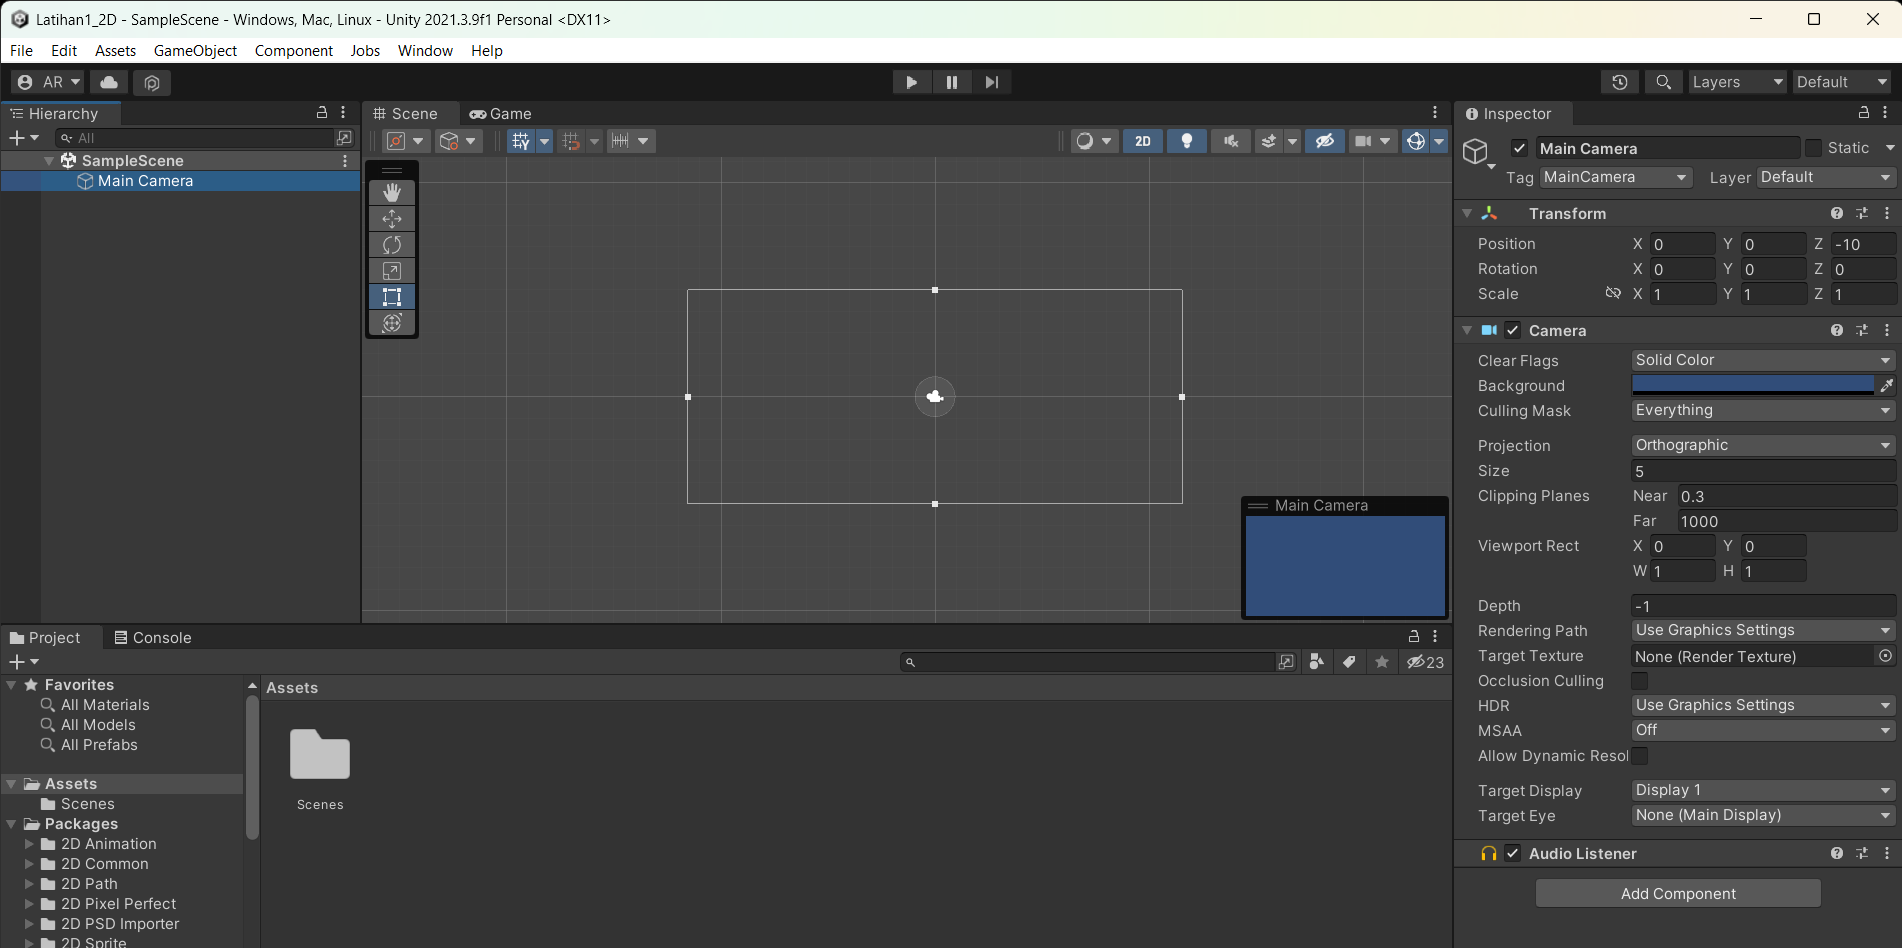 Latihan1_2D - SampleScene - Windows, Mac, Linux - Unity 2021.3.9f1 Personal <DX11>
File Edit Assets GameObject Component Jobs Window Help
AR
Layers
Default
Hierarchy
All
SampleScene
Main Camera
Scene
Game
2D
Main Camera
Inspector
Main Camera
Static
Tag MainCamera Layer Default
Transform
Position X 0 Y 0 Z -10
Rotation X 0 Y 0 Z 0
Scale X 1 Y 1 Z 1
Camera
Clear Flags Solid Color
Background
Culling Mask Everything
Projection Orthographic
Size 5
Clipping Planes Near 0.3
Far 1000
Viewport Rect X 0 Y 0
W 1 H 1
Depth -1
Rendering Path Use Graphics Settings
Target Texture None (Render Texture)
Occlusion Culling
HDR Use Graphics Settings
MSAA Off
Allow Dynamic Resol
Target Display Display 1
Target Eye None (Main Display)
Audio Listener
Add Component
Project
Console
23
Favorites
All Materials
All Models
All Prefabs
Assets
Scenes
Packages
2D Animation
2D Common
2D Path
2D Pixel Perfect
2D PSD Importer
2D Sprite
Assets
Scenes